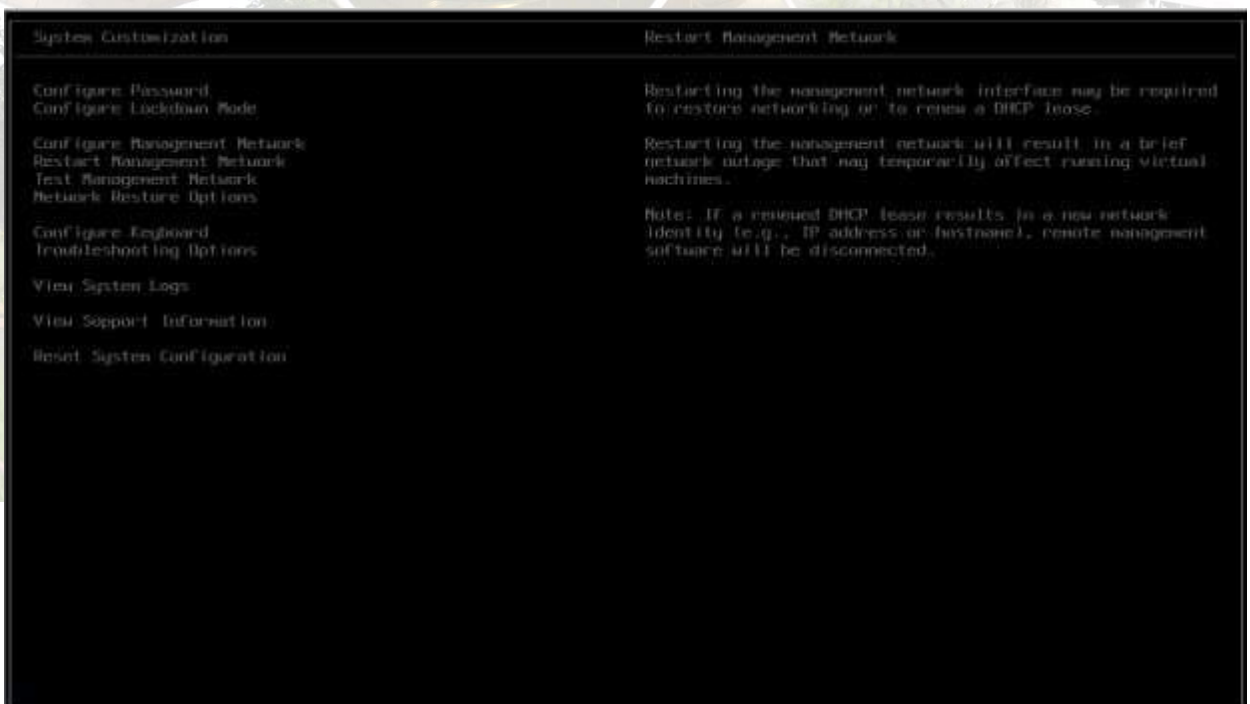 System Customization
Restart Management Network
Configure Password
Configure Lockdown Mode
Configure Management Network
Restart Management Network
Test Management Network
Network Restore Options
Configure Keyboard
Troubleshooting Options
View System Logs
View Support Information
Reset System Configuration
Restarting the management network interface may be required
to restore networking or to renew a DHCP lease.
Restarting the management network will result in a brief
network outage that may temporarily affect running virtual
machines.
Note: If a renewed DHCP lease results in a new network
identity (e.g., IP address or hostname), remote management
software will be disconnected.